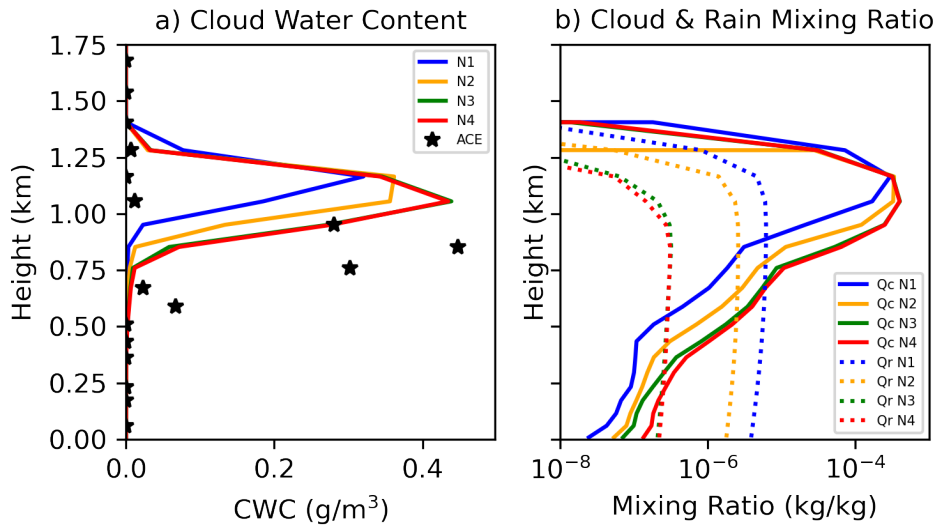 a) Cloud Water Content
b) Cloud & Rain Mixing Ratio
1.75
1.50
1.25
1.00
0.75
0.50
0.25
0.00
Height (km)
N1
N2
N3
N4
ACE
0.0
0.2
0.4
CWC (g/m³)
Height (km)
Qc N1
Qc N2
Qc N3
Qc N4
Qr N1
Qr N2
Qr N3
Qr N4
10⁻⁸
10⁻⁶
10⁻⁴
Mixing Ratio (kg/kg)